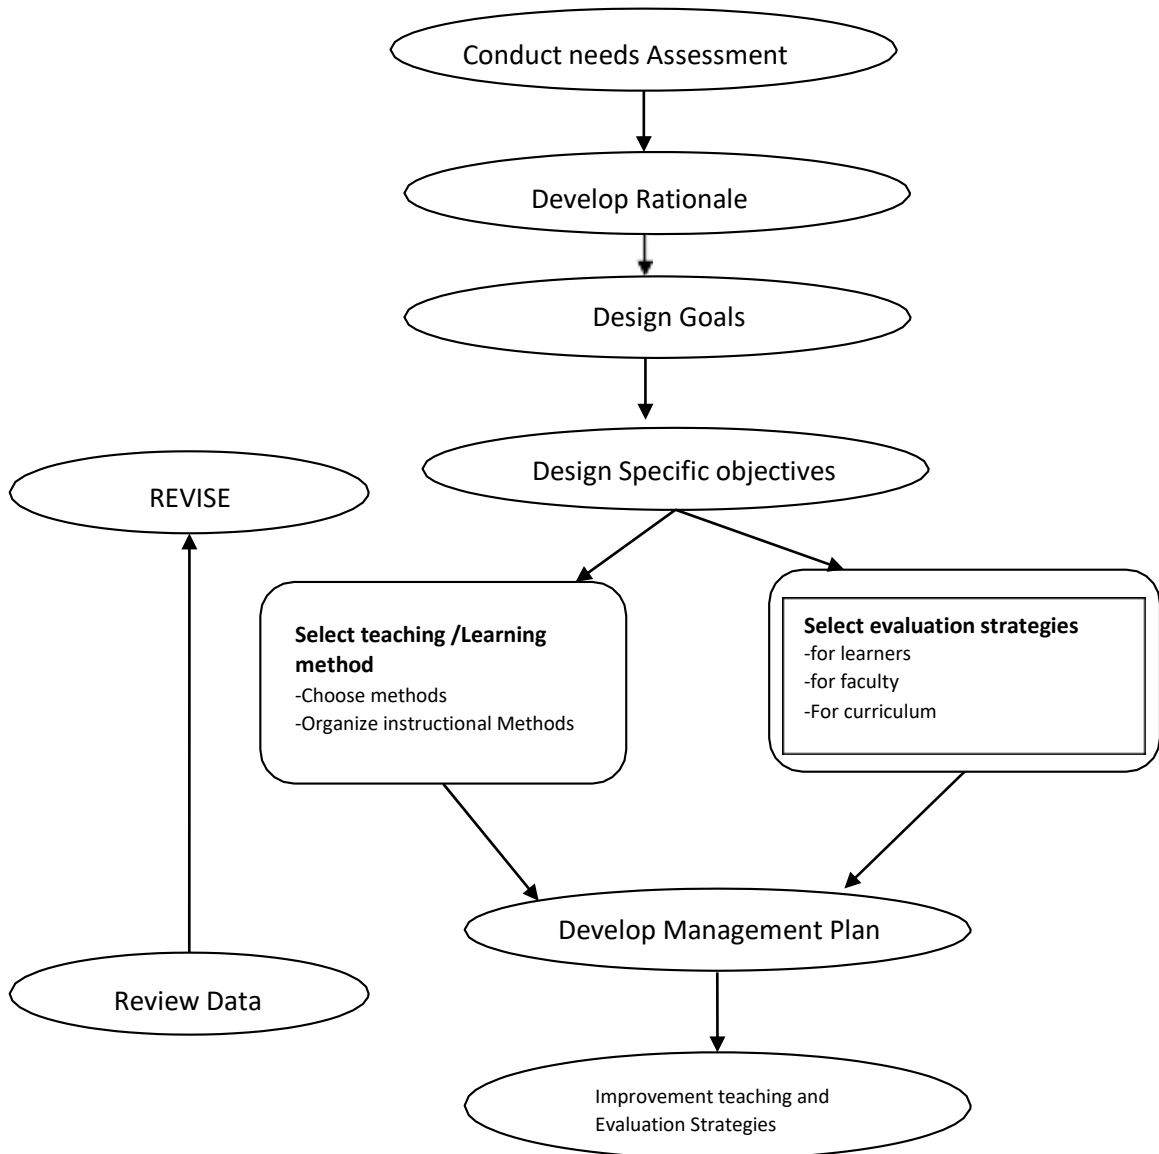 Conduct needs Assessment
Develop Rationale
Design Goals
Design Specific objectives
REVISE
Select teaching /Learning
method
-Choose methods
-Organize instructional Methods
Select evaluation strategies
-for learners
-for faculty
-For curriculum
Develop Management Plan
Review Data
Improvement teaching and
Evaluation Strategies